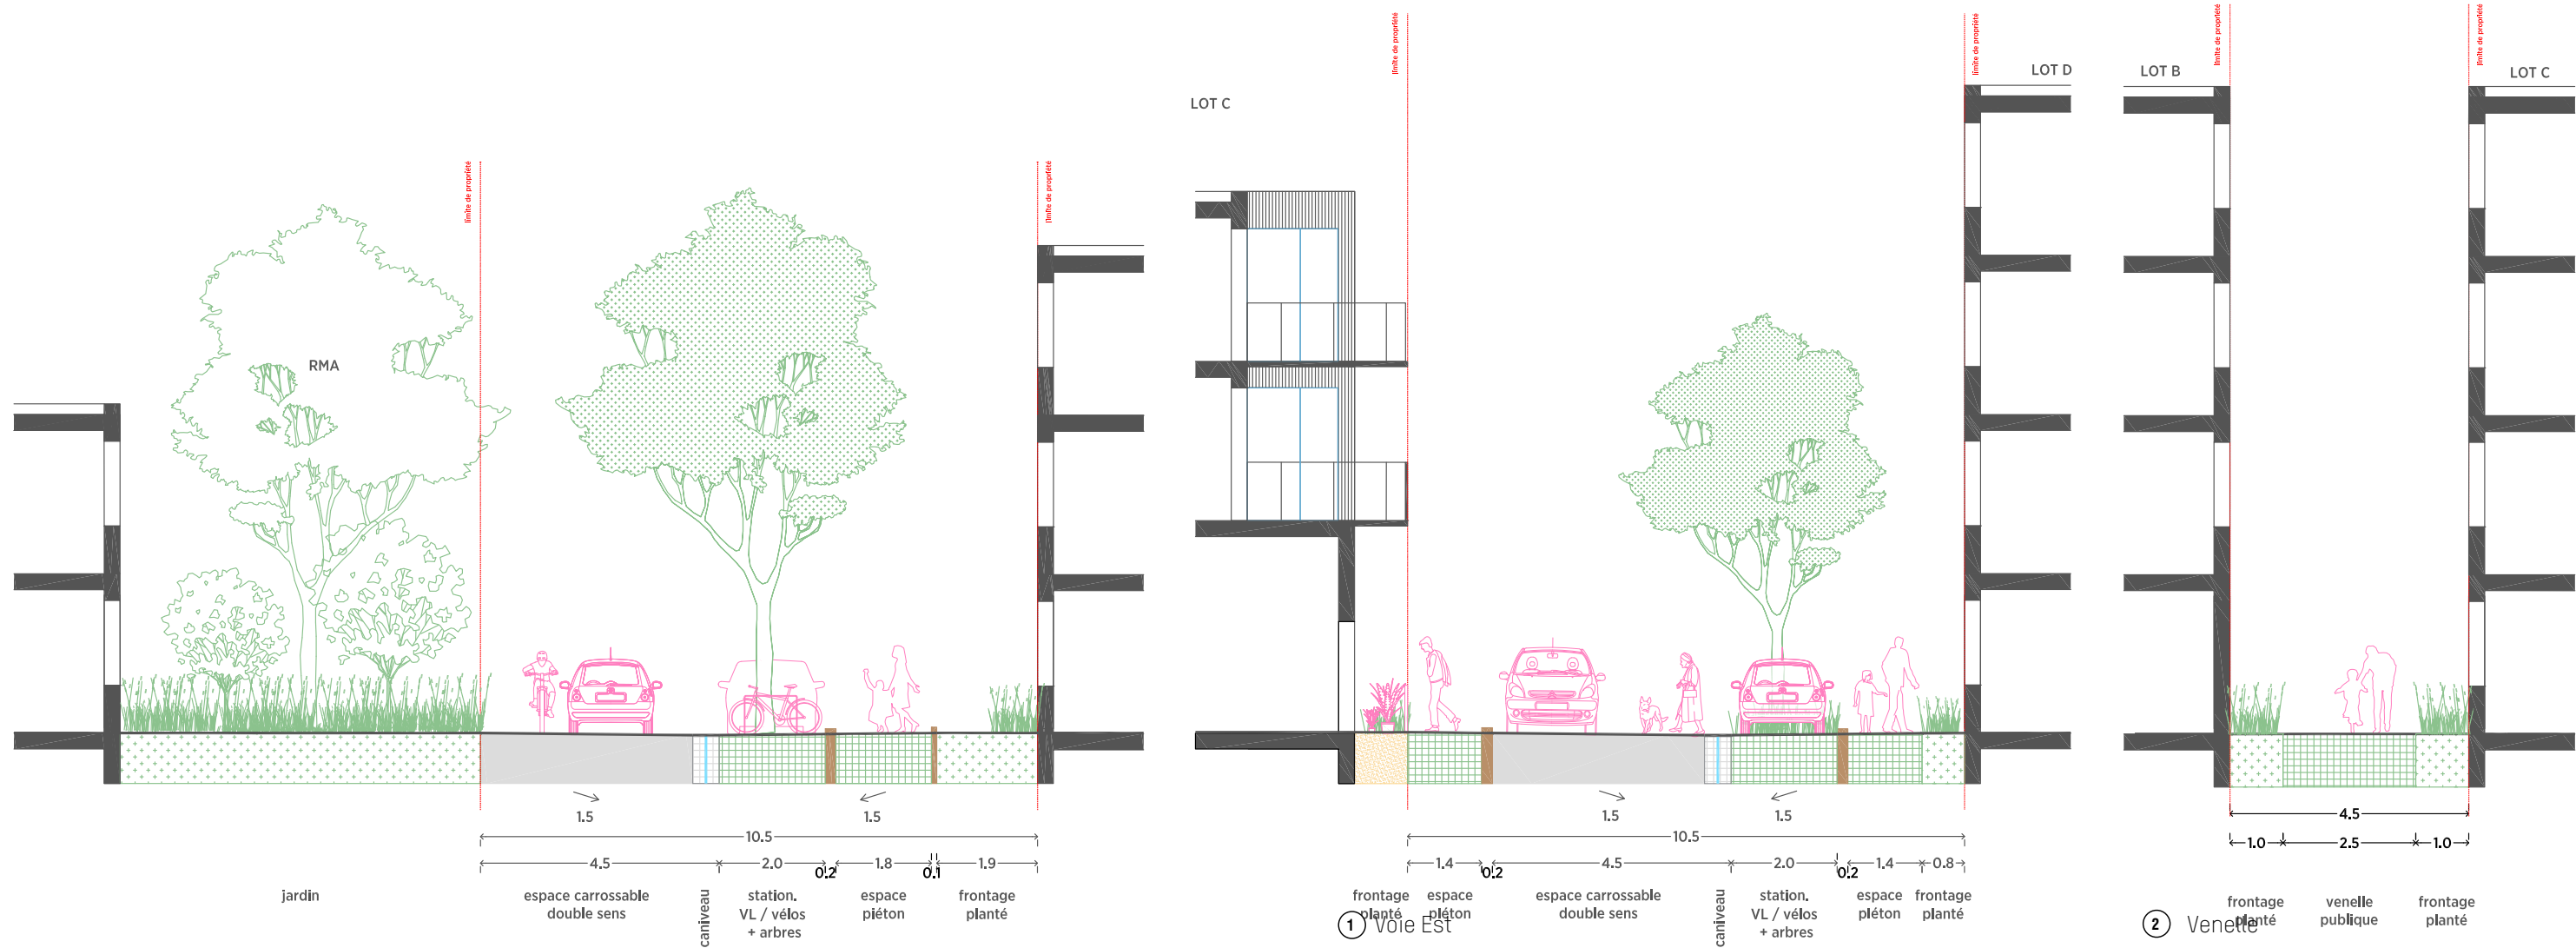 limite de propriété
limite de propriété
RMA
1.5
1.5
10.5
4.5
2.0
0.2
1.8
0.1
1.9
jardin
espace carrossable
double sens
caniveau
station.
VL / vélos
+ arbres
espace
piéton
frontage
planté
LOT C
limite de propriété
limite de propriété
LOT D
1.5
1.5
10.5
1.4
0.2
4.5
2.0
0.2
1.4
0.8
frontage
planté
espace
piéton
espace carrossable
double sens
caniveau
station.
VL / vélos
+ arbres
espace
piéton
frontage
planté
1 Voie Est
LOT B
limite de propriété
limite de propriété
LOT C
4.5
1.0
2.5
1.0
frontage
planté
venelle
publique
frontage
planté
2 Venelle